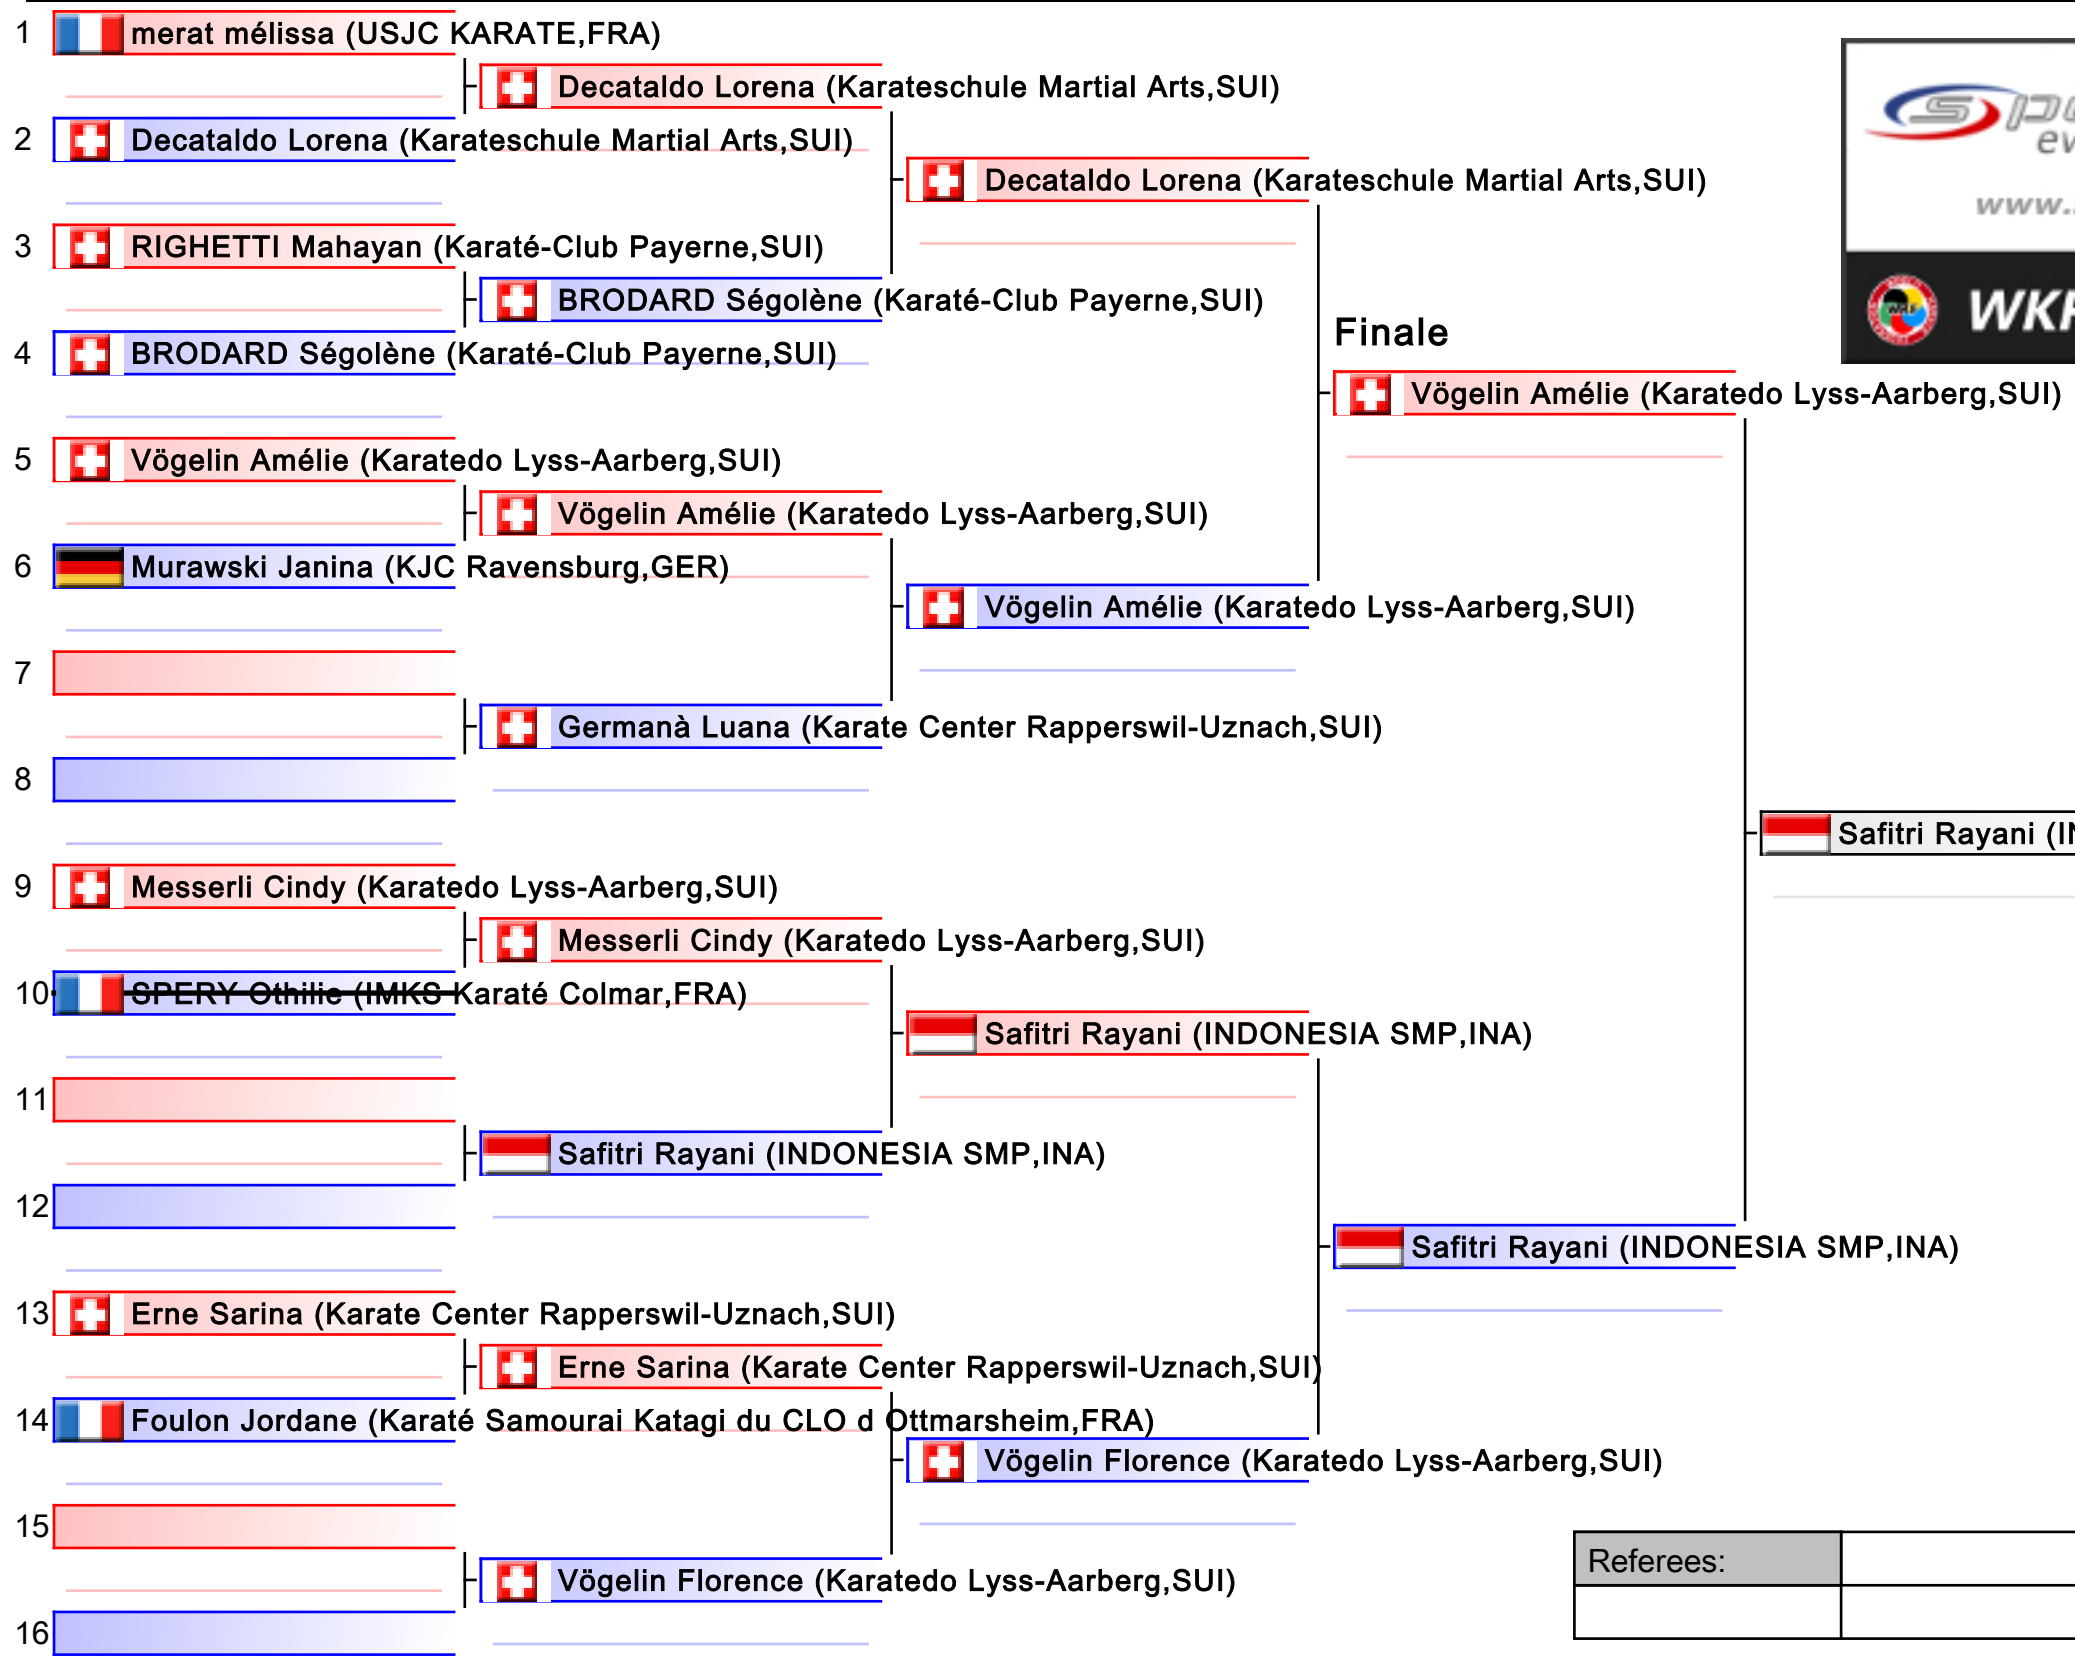 1 merat mélissa (USJC KARATE,FRA)
Decataldo Lorena (Karateschule Martial Arts,SUI)
2 Decataldo Lorena (Karateschule Martial Arts,SUI)
Decataldo Lorena (Karateschule Martial Arts,SUI)
www.
3 RIGHETTI Mahayan (Karaté-Club Payerne,SUI)
BRODARD Ségolène (Karaté-Club Payerne,SUI)
WKF
Finale
4 BRODARD Ségolène (Karaté-Club Payerne,SUI)
Vögelin Amélie (Karatedo Lyss-Aarberg,SUI)
5 Vögelin Amélie (Karatedo Lyss-Aarberg,SUI)
Vögelin Amélie (Karatedo Lyss-Aarberg,SUI)
6 Murawski Janina (KJC Ravensburg,GER)
Vögelin Amélie (Karatedo Lyss-Aarberg,SUI)
7
Germanà Luana (Karate Center Rapperswil-Uznach,SUI)
8
Safitri Rayani (
9 Messerli Cindy (Karatedo Lyss-Aarberg,SUI)
Messerli Cindy (Karatedo Lyss-Aarberg,SUI)
10 SPERY Othilie (IMKS Karaté Colmar,FRA)
Safitri Rayani (INDONESIA SMP,INA)
11
Safitri Rayani (INDONESIA SMP,INA)
12
Safitri Rayani (INDONESIA SMP,INA)
13 Erne Sarina (Karate Center Rapperswil-Uznach,SUI)
Erne Sarina (Karate Center Rapperswil-Uznach,SUI)
14 Foulon Jordane (Karaté Samourai Katagi du CLO d Ottmarsheim,FRA)
Vögelin Florence (Karatedo Lyss-Aarberg,SUI)
15
Referees:
Vögelin Florence (Karatedo Lyss-Aarberg,SUI)
16